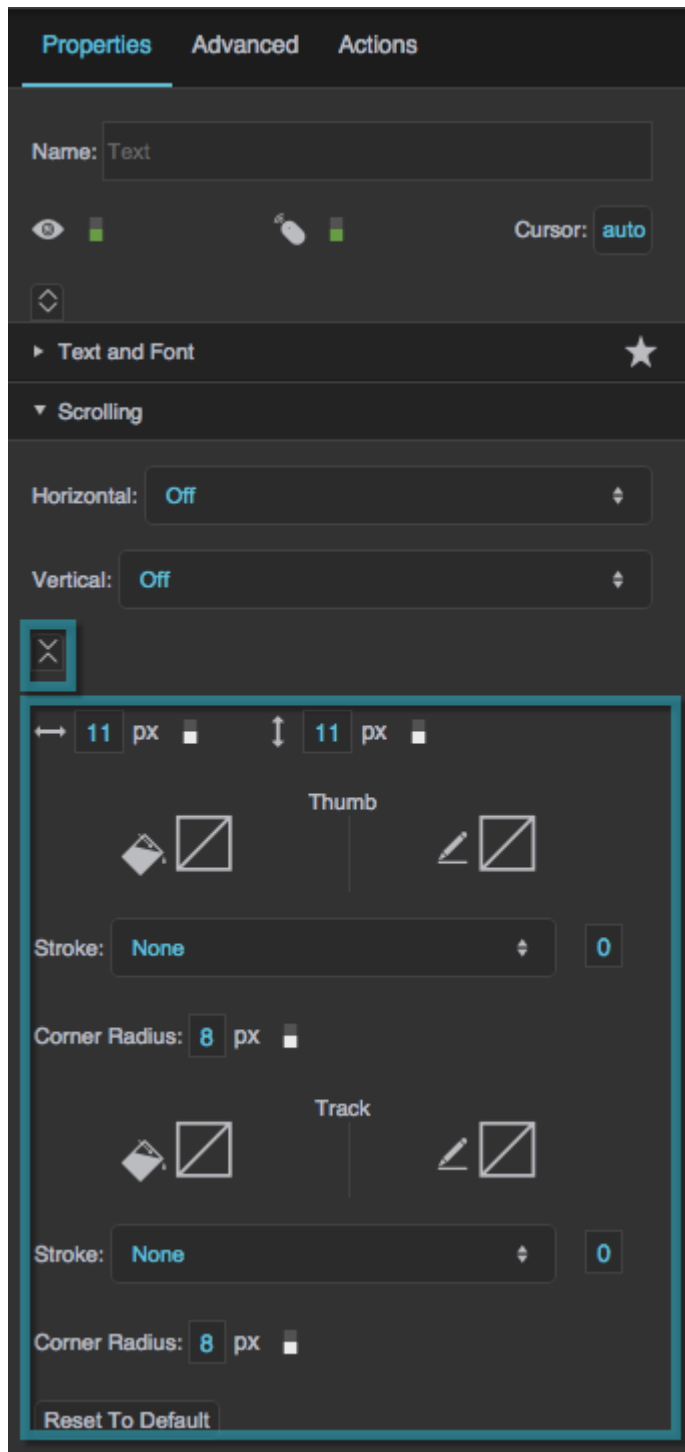 Properties Advanced Actions
Name: Text
Cursor: auto
Text and Font
Scrolling
Horizontal: Off
Vertical: Off
11 px 11 px
Thumb
Stroke: None 0
Corner Radius: 8 px
Track
Stroke: None 0
Corner Radius: 8 px
Reset To Default